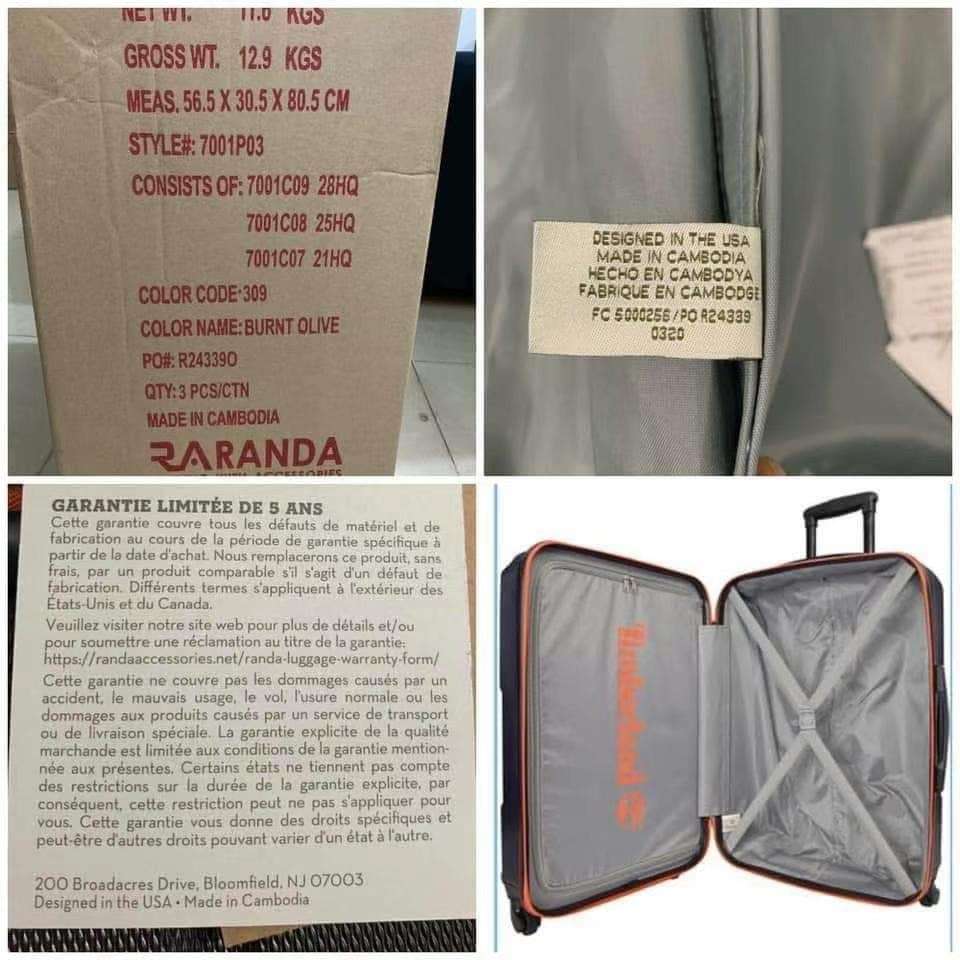 NET WT. 11.6 KGS
GROSS WT. 12.9 KGS
MEAS. 56.5 X 30.5 X 80.5 CM
STYLE#: 7001P03
CONSISTS OF: 7001C09 28HQ
7001C08 25HQ
7001C07 21HQ
COLOR CODE: 309
COLOR NAME: BURNT OLIVE
PO#: R24339O
QTY: 3 PCS/CTN
MADE IN CAMBODIA
RANDA
ACCESSORIES
DESIGNED IN THE USA
MADE IN CAMBODIA
HECHO EN CAMBODYA
FABRIQUE EN CAMBODGE
FC 5000256/PO R24339
0320
GARANTIE LIMITÉE DE 5 ANS
Cette garantie couvre tous les défauts de matériel et de
fabrication au cours de la période de garantie spécifique à
partir de la date d'achat. Nous remplacerons ce produit, sans
frais, par un produit comparable s'il s'agit d'un défaut de
fabrication. Différents termes s'appliquent à l'extérieur des
États-Unis et du Canada.
Veuillez visiter notre site web pour plus de détails et/ou
pour soumettre une réclamation au titre de la garantie:
https://randaaccessories.net/randa-luggage-warranty-form/
Cette garantie ne couvre pas les dommages causés par un
accident, le mauvais usage, le vol, l'usure normale ou les
dommages aux produits causés par un service de transport
ou de livraison spéciale. La garantie explicite de la qualité
marchande est limitée aux conditions de la garantie mention-
née aux présentes. Certains états ne tiennent pas compte
des restrictions sur la durée de la garantie explicite, par
conséquent, cette restriction peut ne pas s'appliquer pour
vous. Cette garantie vous donne des droits spécifiques et
peut-être d'autres droits pouvant varier d'un état à l'autre.
200 Broadacres Drive, Bloomfield, NJ 07003
Designed in the USA • Made in Cambodia
Timberland